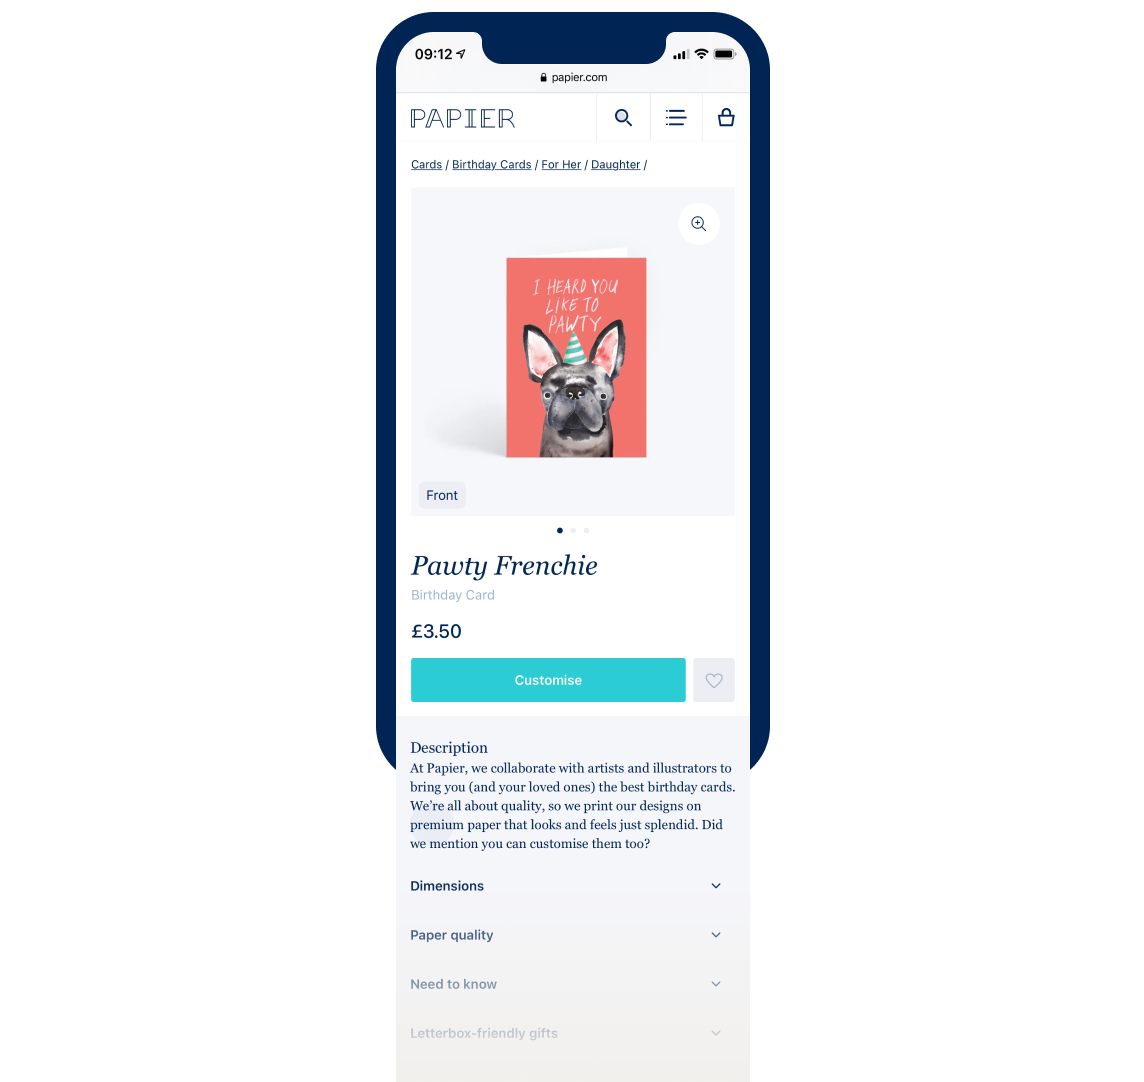 09:12
papier.com
PAPIER
Cards / Birthday Cards / For Her / Daughter /
I HEARD YOU
LIKE TO
PAWTY
Front
Pawty Frenchie
Birthday Card
£3.50
Customise
Description
At Papier, we collaborate with artists and illustrators to
bring you (and your loved ones) the best birthday cards.
We’re all about quality, so we print our designs on
premium paper that looks and feels just splendid. Did
we mention you can customise them too?
Dimensions
Paper quality
Need to know
Letterbox-friendly gifts